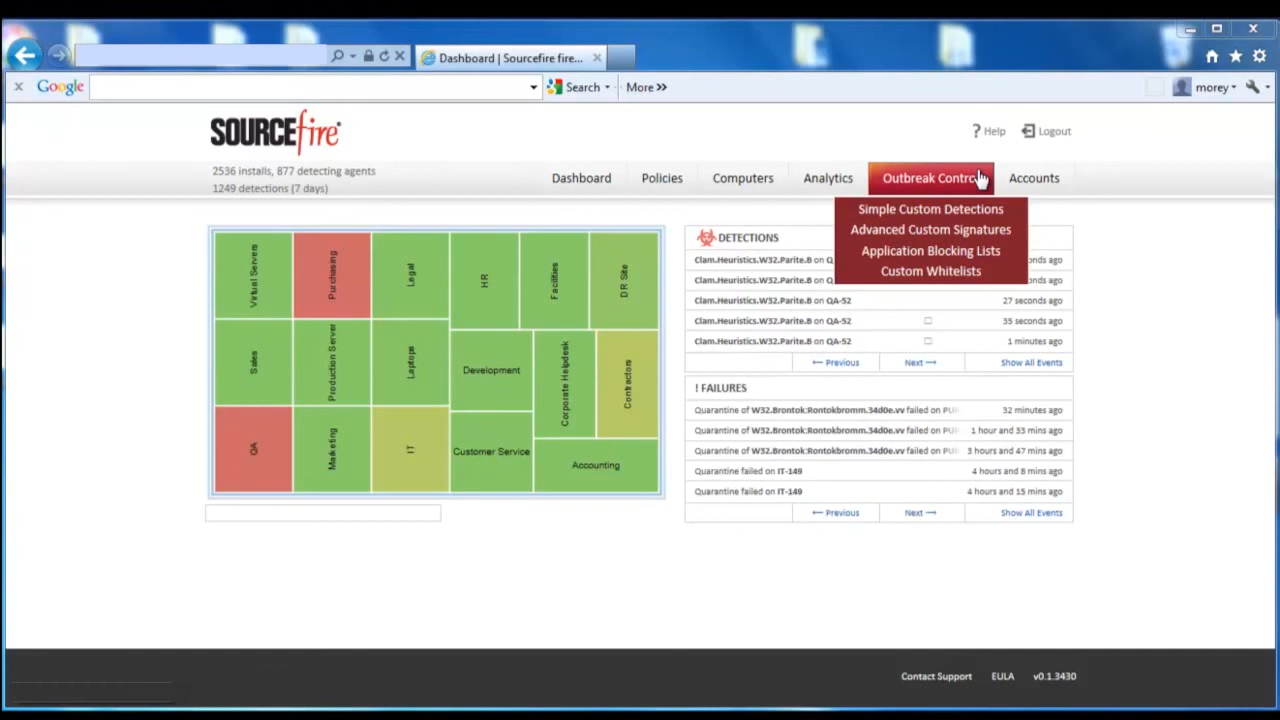 Dashboard | Sourcefire fire...
Google
Search
More »
morey
SOURCEfire
? Help
Logout
2536 installs, 877 detecting agents
1249 detections (7 days)
Dashboard
Policies
Computers
Analytics
Outbreak Contro
Accounts
Simple Custom Detections
Advanced Custom Signatures
Application Blocking Lists
Custom Whitelists
Virtual Servers
Purchasing
Legal
HR
Facilities
DR Site
Sales
Production Server
Laptops
Development
Corporate Helpdesk
Contractors
QA
Marketing
IT
Customer Service
Accounting
DETECTIONS
Clam.Heuristics.W32.Parite.B on Q onds ago
Clam.Heuristics.W32.Parite.B on Q onds ago
Clam.Heuristics.W32.Parite.B on QA-52 27 seconds ago
Clam.Heuristics.W32.Parite.B on QA-52 35 seconds ago
Clam.Heuristics.W32.Parite.B on QA-52 1 minutes ago
← Previous Next → Show All Events
! FAILURES
Quarantine of W32.Brontok:Rontokbromm.34d0e.vv failed on PU 32 minutes ago
Quarantine of W32.Brontok:Rontokbromm.34d0e.vv failed on PU 1 hour and 33 mins ago
Quarantine of W32.Brontok:Rontokbromm.34d0e.vv failed on PU 3 hours and 47 mins ago
Quarantine failed on IT-149 4 hours and 8 mins ago
Quarantine failed on IT-149 4 hours and 15 mins ago
← Previous Next → Show All Events
Contact Support EULA v0.1.3430